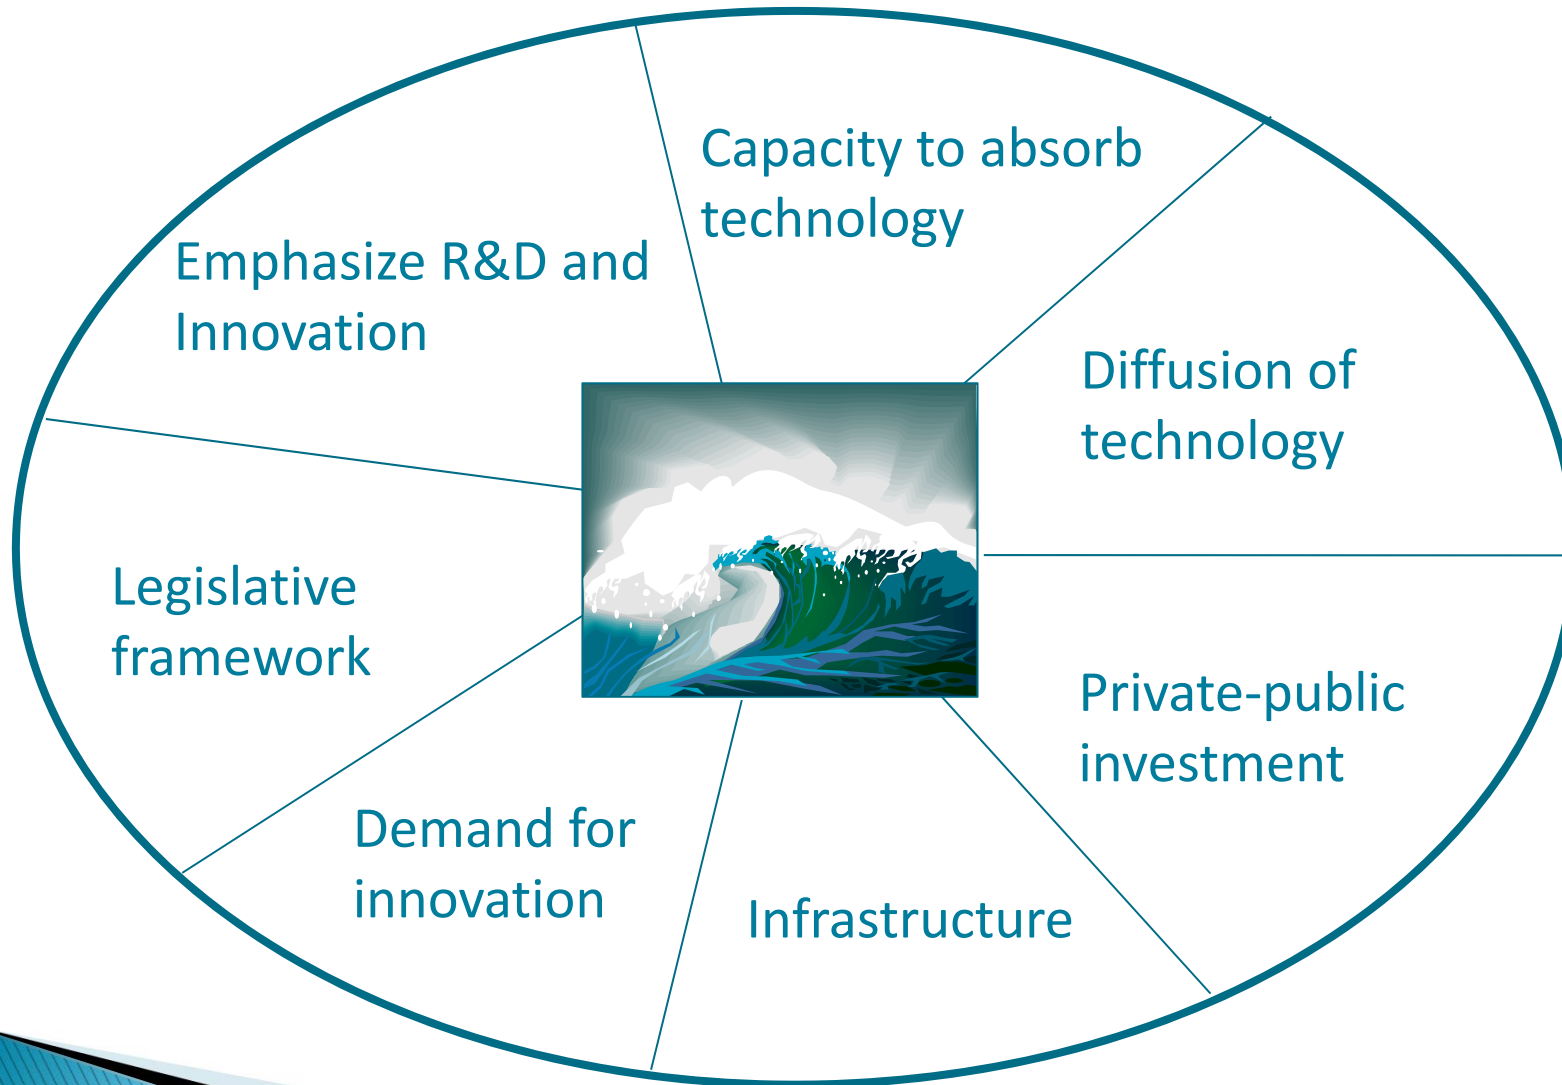 Capacity to absorb
technology
Emphasize R&D and
Innovation
Diffusion of
technology
Legislative
framework
Private-public
investment
Demand for
innovation
Infrastructure